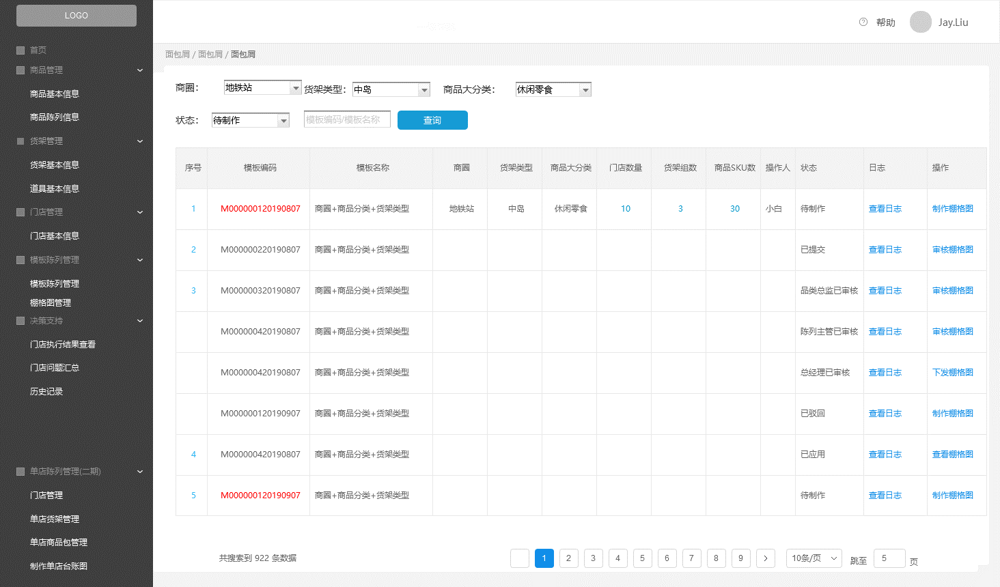 LOGO
首页
商品管理
商品基本信息
商品陈列信息
货架管理
货架基本信息
道具基本信息
门店管理
门店基本信息
模板陈列管理
模板陈列管理
棚格图管理
决策支持
门店执行结果查看
门店问题汇总
历史记录
单店陈列管理(二期)
门店管理
单店货架管理
单店商品包管理
制作单店台账图
帮助 Jay.Liu
面包屑 / 面包屑 / 面包屑
商圈： 地铁站 货架类型： 中岛 商品大分类： 休闲零食
状态： 待制作 模板编码/模板名称 查询
序号 模板编码 模板名称 商圈 货架类型 商品大分类 门店数量 货架组数 商品SKU数 操作人 状态 日志 操作
1 M000000120190807 商圈+商品分类+货架类型 地铁站 中岛 休闲零食 10 3 30 小白 待制作 查看日志 制作棚格图
2 M000000220190807 商圈+商品分类+货架类型 已提交 查看日志 审核棚格图
3 M000000320190807 商圈+商品分类+货架类型 品类总监已审核 查看日志 审核棚格图
M000000420190807 商圈+商品分类+货架类型 陈列主管已审核 查看日志 审核棚格图
M000000420190807 商圈+商品分类+货架类型 总经理已审核 查看日志 下发棚格图
M000000120190907 商圈+商品分类+货架类型 已驳回 查看日志 制作棚格图
4 M000000420190807 商圈+商品分类+货架类型 已应用 查看日志 查看棚格图
5 M000000120190907 商圈+商品分类+货架类型 待制作 查看日志 制作棚格图
共搜索到 922 条数据 1 2 3 4 5 6 7 8 9 10条/页 跳至 5 页